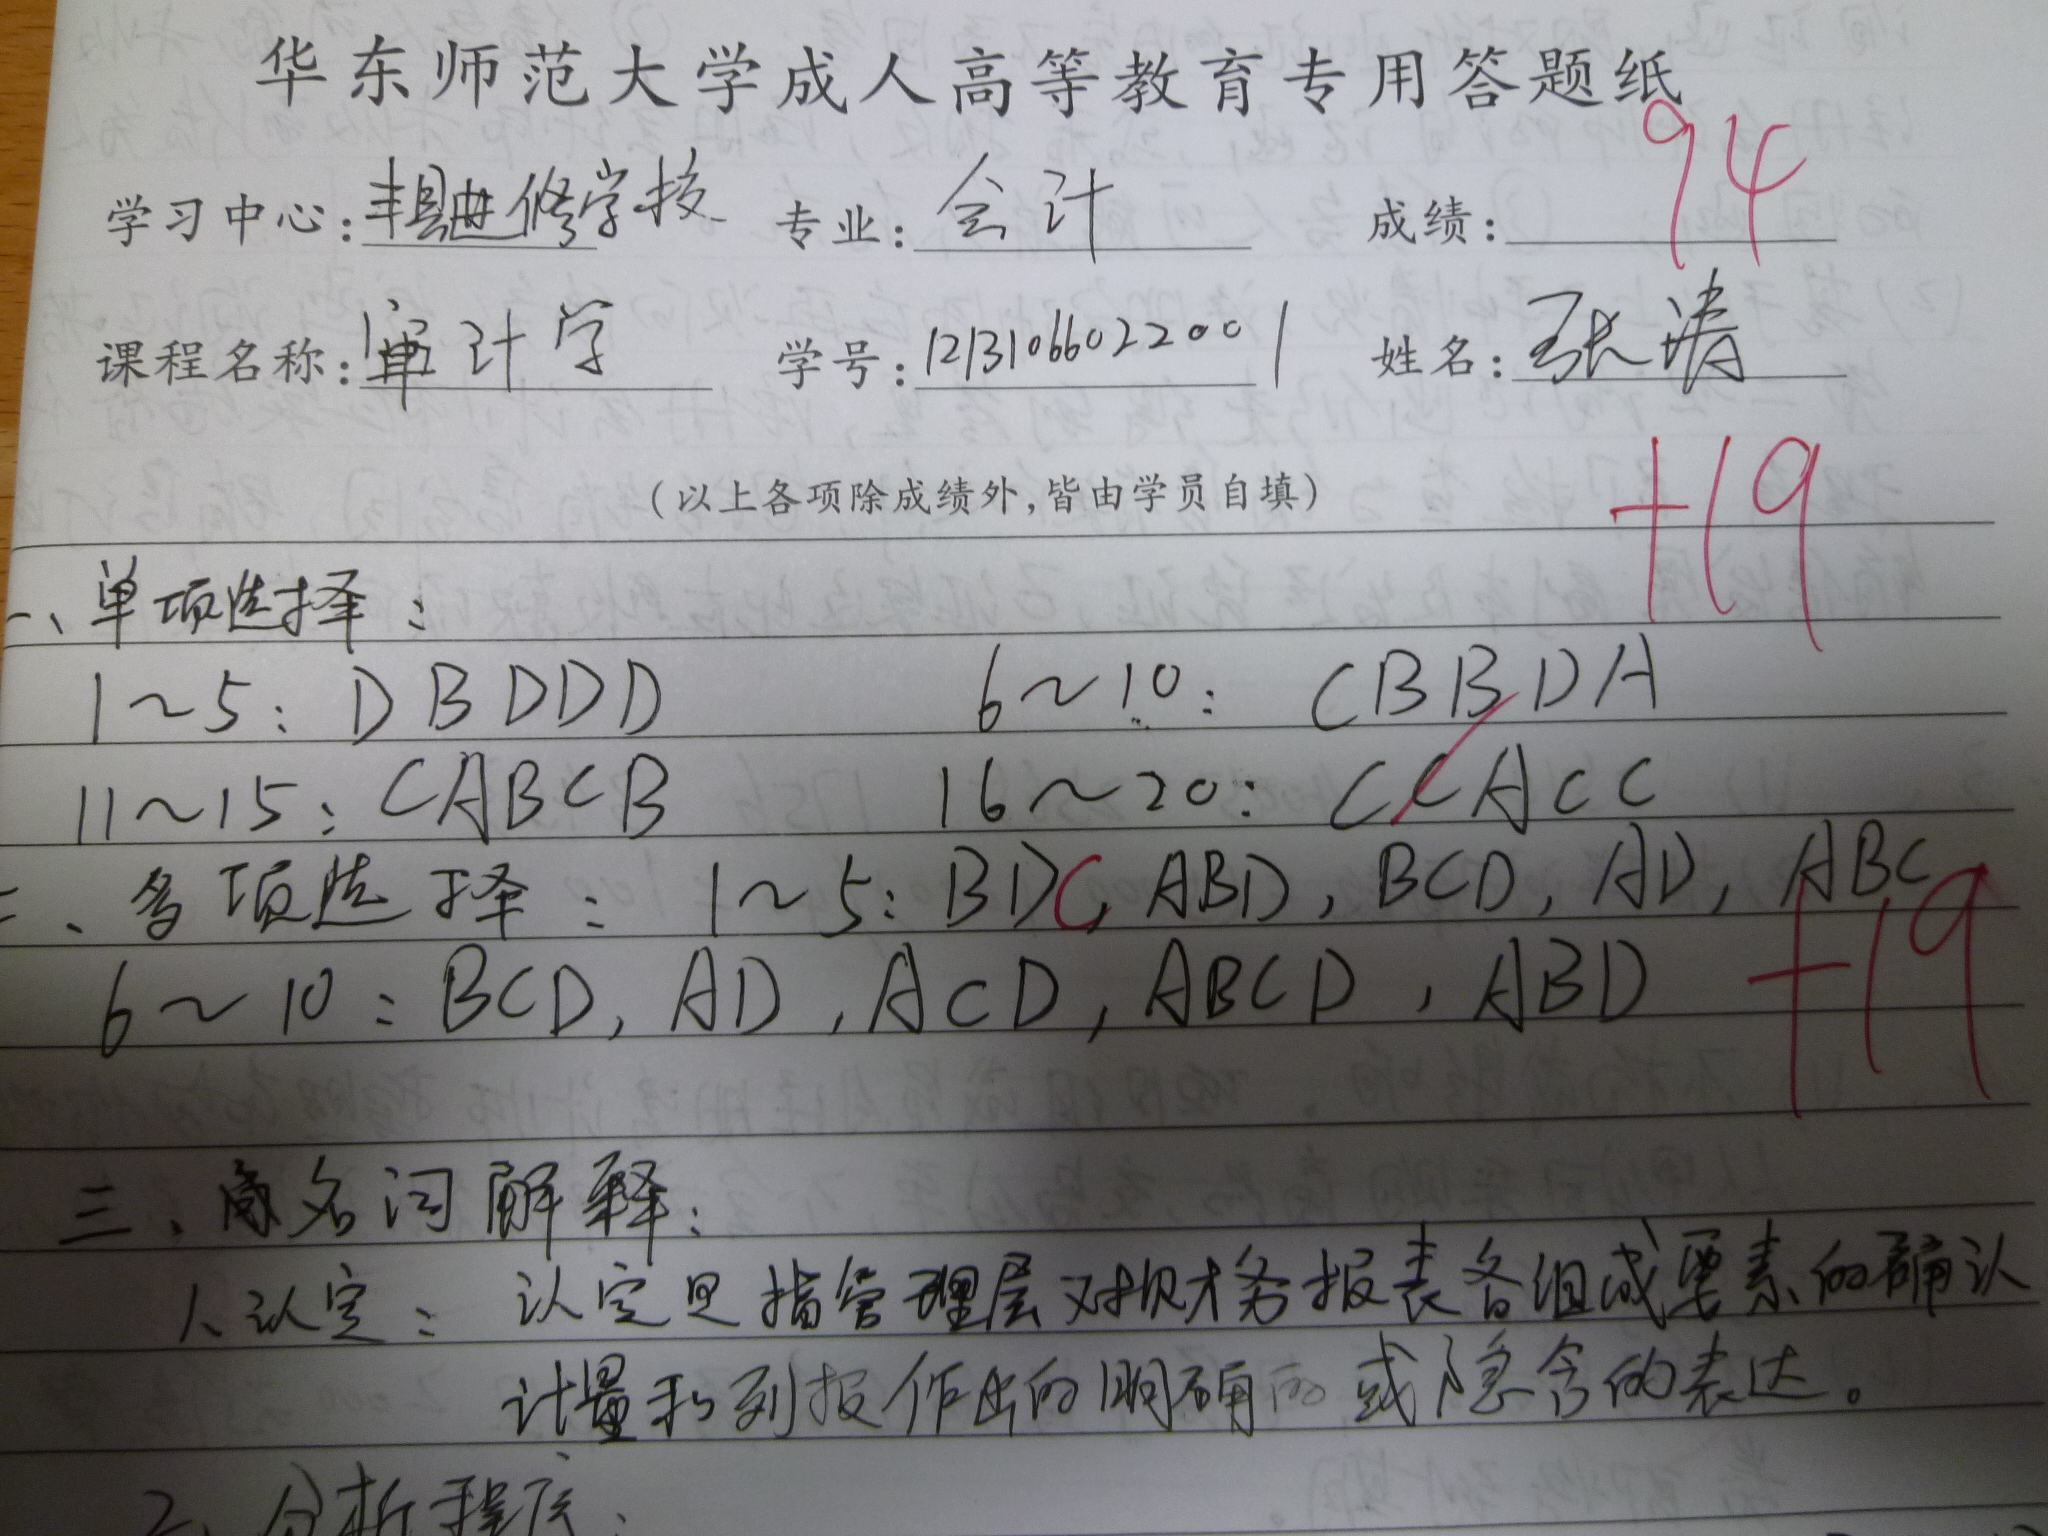 华东师范大学成人高等教育专用答题纸
学习中心:丰县进修学校 专业:会计 成绩:94
课程名称:审计学 学号:12131066022001 姓名:张涛
(以上各项除成绩外,皆由学员自填)
+19
一、单项选择:
1~5: DBDDD 6~10: CBBDA
11~15: CABCB 16~20: CCACC
二、多项选择: 1~5: BDC, ABD, BCD, AD, ABC
6~10: BCD, AD, ACD, ABCD, ABD +19
三、名词解释:
1、认定: 认定是指管理层对财务报表各组成要素的确认
计量和列报作出的明确的或隐含的表达。
2、分析程序: